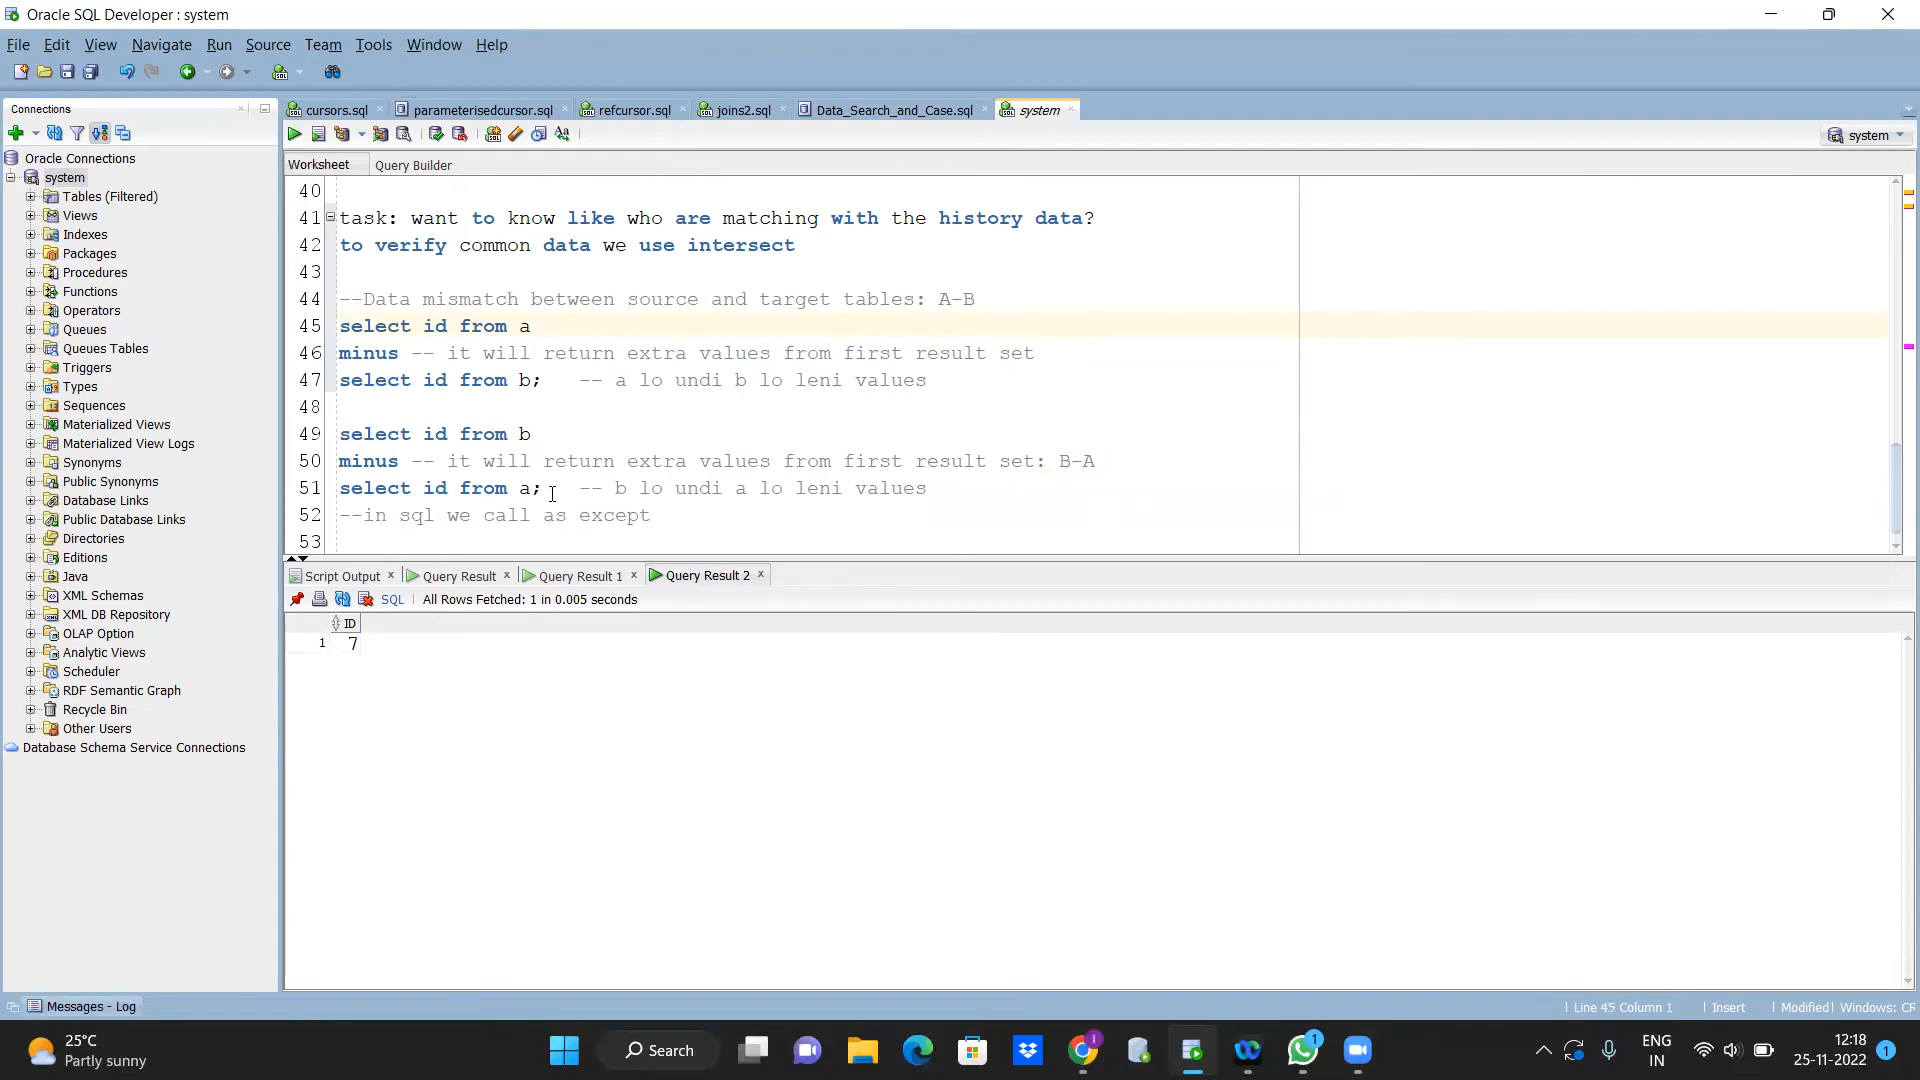 Oracle SQL Developer : system
File Edit View Navigate Run Source Team Tools Window Help
Connections
cursors.sql parameterisedcursor.sql refcursor.sql joins2.sql Data_Search_and_Case.sql system
system
Worksheet Query Builder
Oracle Connections
system
Tables (Filtered)
Views
Indexes
Packages
Procedures
Functions
Operators
Queues
Queues Tables
Triggers
Types
Sequences
Materialized Views
Materialized View Logs
Synonyms
Public Synonyms
Database Links
Public Database Links
Directories
Editions
Java
XML Schemas
XML DB Repository
OLAP Option
Analytic Views
Scheduler
RDF Semantic Graph
Recycle Bin
Other Users
Database Schema Service Connections
40
41 task: want to know like who are matching with the history data?
42 to verify common data we use intersect
43
44 --Data mismatch between source and target tables: A-B
45 select id from a
46 minus -- it will return extra values from first result set
47 select id from b; -- a lo undi b lo leni values
48
49 select id from b
50 minus -- it will return extra values from first result set: B-A
51 select id from a; -- b lo undi a lo leni values
52 --in sql we call as except
53
Script Output Query Result Query Result 1 Query Result 2
SQL All Rows Fetched: 1 in 0.005 seconds
ID
1 7
Messages - Log
Line 45 Column 1 Insert Modified Windows: CR
25°C
Partly sunny
Search
1
1
ENG
IN
12:18
25-11-2022
1